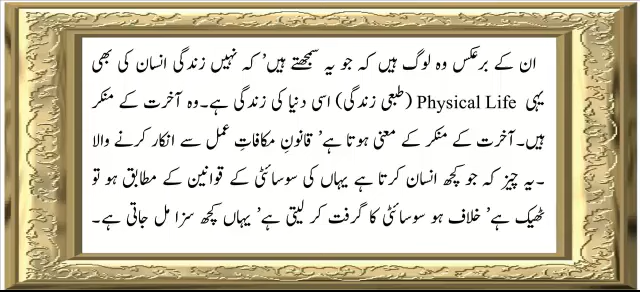 ان کے برعکس وہ لوگ ہیں کہ جو یہ سمجھتے ہیں’ کہ نہیں زندگی انسان کی بھی
یہی Physical Life (طبعی زندگی) اسی دنیا کی زندگی ہے۔وہ آخرت کے منکر
ہیں۔آخرت کے منکر کے معنی ہوتا ہے’ قانونِ مکافاتِ عمل سے انکار کرنے والا
۔یہ چیز کہ جو کچھ انسان کرتا ہے یہاں کی سوسائٹی کے قوانین کے مطابق ہو تو
ٹھیک ہے’ خلاف ہو سوسائٹی کا گرفت کر لیتی ہے’ یہاں کچھ سزا مل جاتی ہے۔